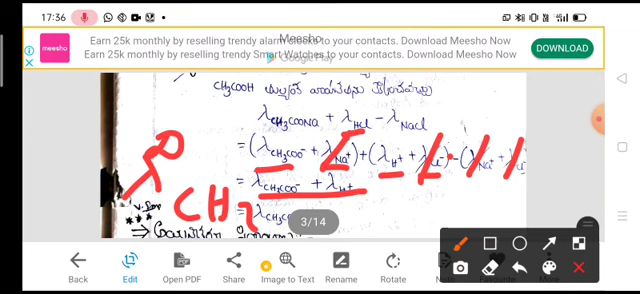 17:36
Meesho
Earn 25k monthly by reselling trendy alarm clocks to your contacts. Download Meesho Now
Google Play
Earn 25k monthly by reselling trendy Smart Watches to your contacts. Download Meesho Now
meesho
DOWNLOAD
CH₃COOH
λCH₃COONa + λHCl − λNaCl
= (λCH₃COO⁻ + λNa⁺) + (λH⁺ + λCl⁻) − (λNa⁺ + λCl⁻
= λCH₃COO⁻ + λH⁺
CH₃
3/14
Back
Edit
Open PDF
Share
Image to Text
Rename
Rotate